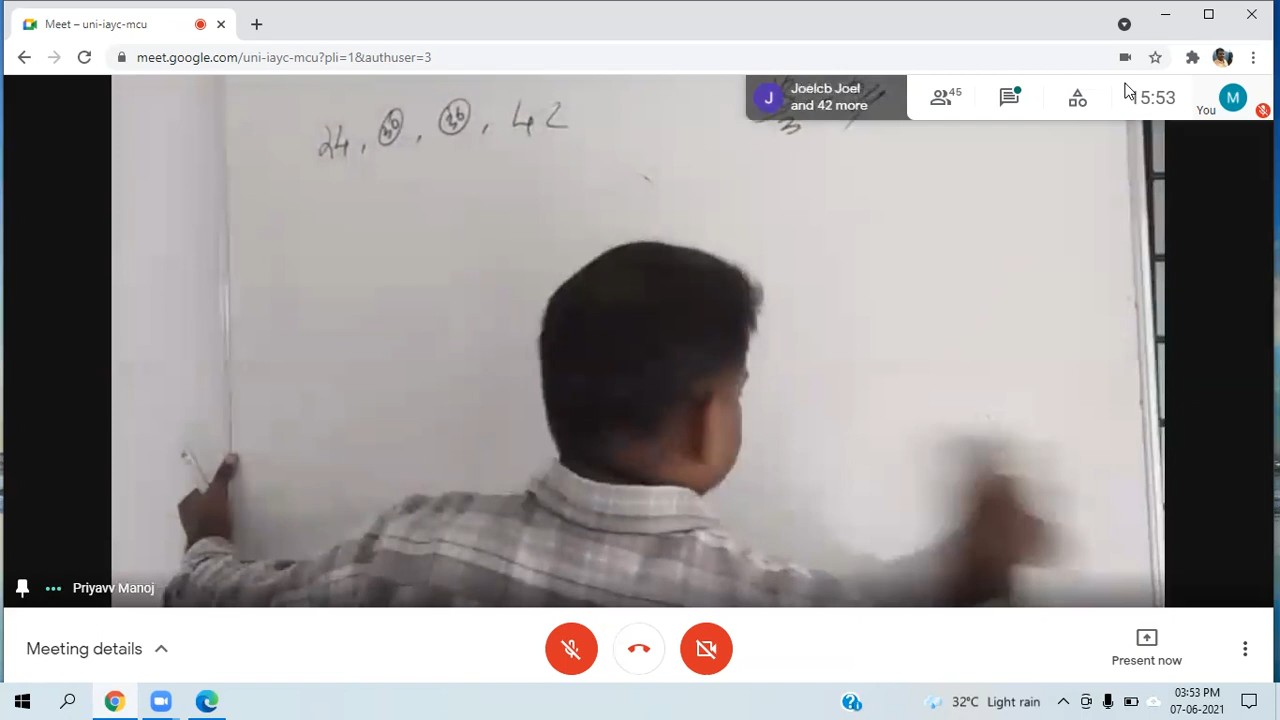 Meet – uni-iayc-mcu
meet.google.com/uni-iayc-mcu?pli=1&authuser=3
J
Joelcb Joel
and 42 more
45
15:53
You
M
24, 30, 36, 42
Priyavv Manoj
Meeting details
Present now
32°C Light rain
03:53 PM
07-06-2021